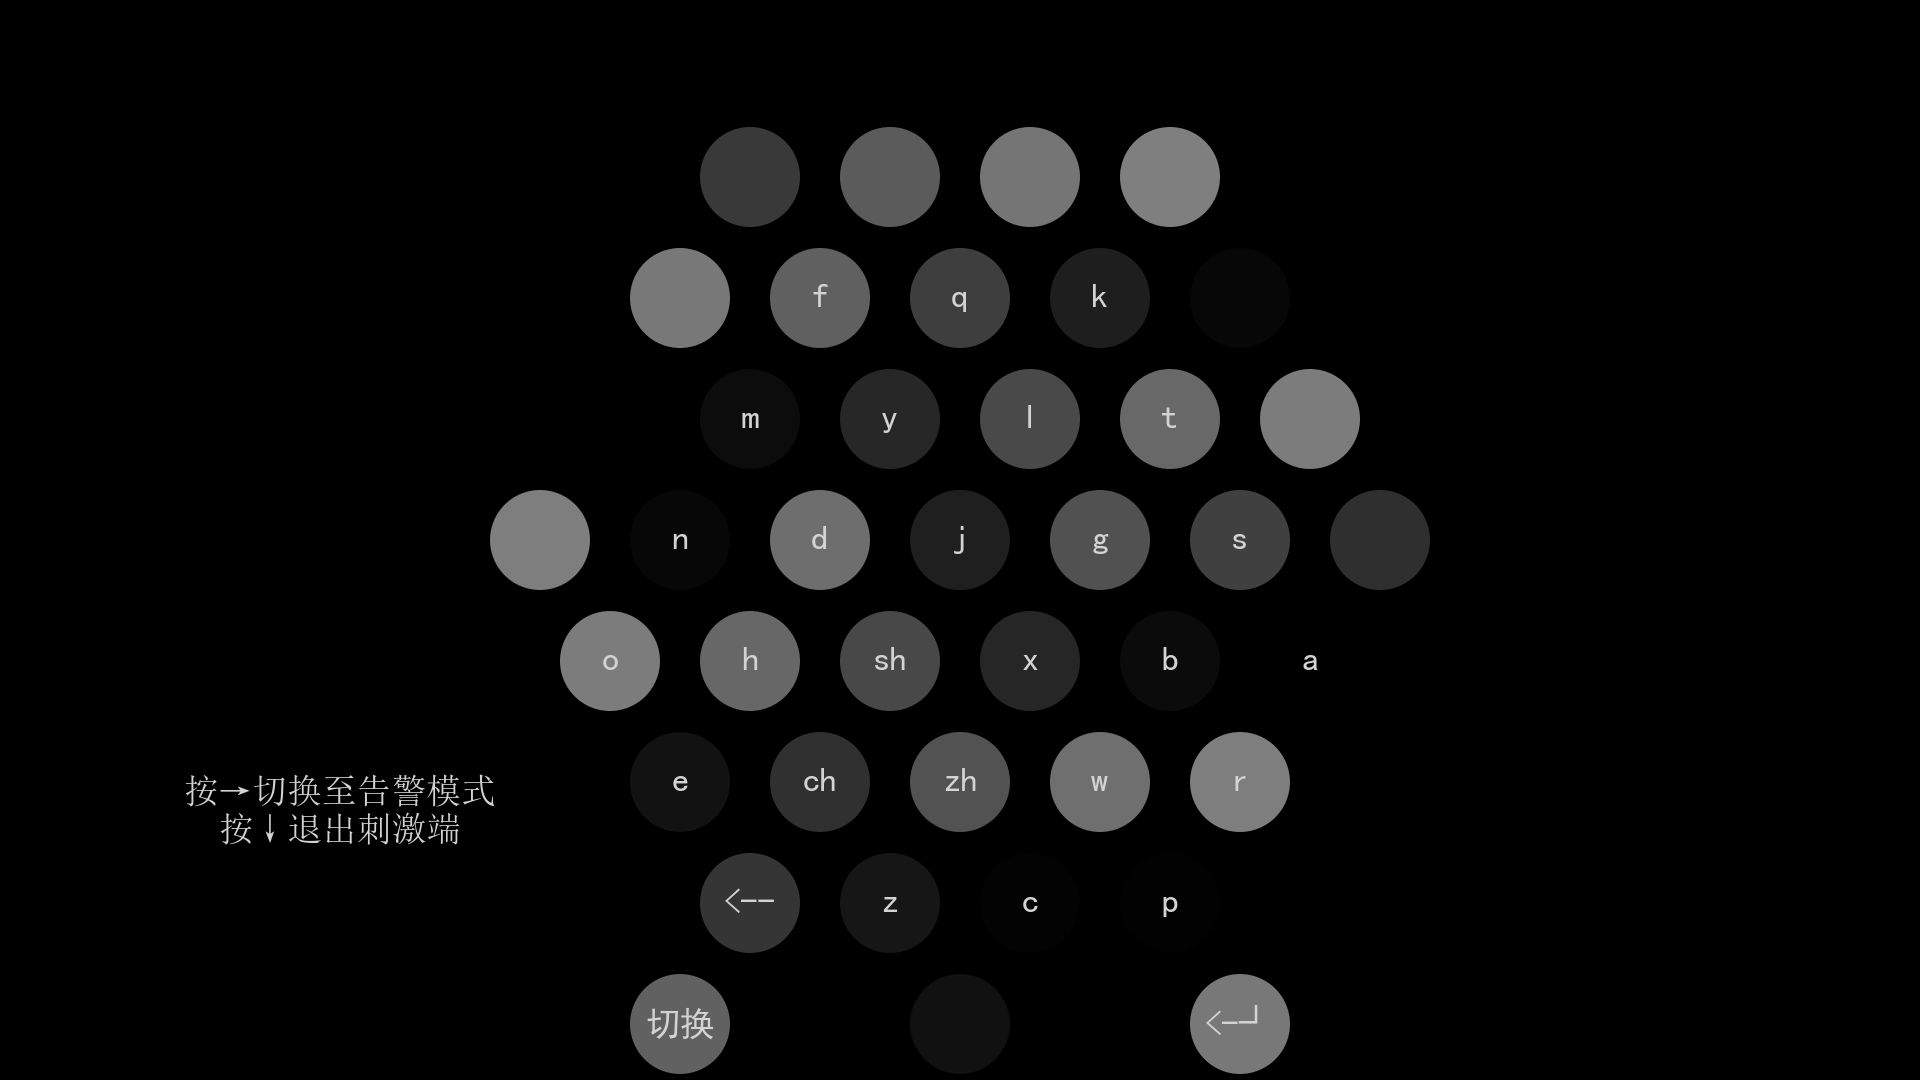 f q k
m y l t
n d j g s
o h sh x b a
e ch zh w r
按→切换至告警模式
按↓退出刺激端
<-- z c p
切换 <-┘